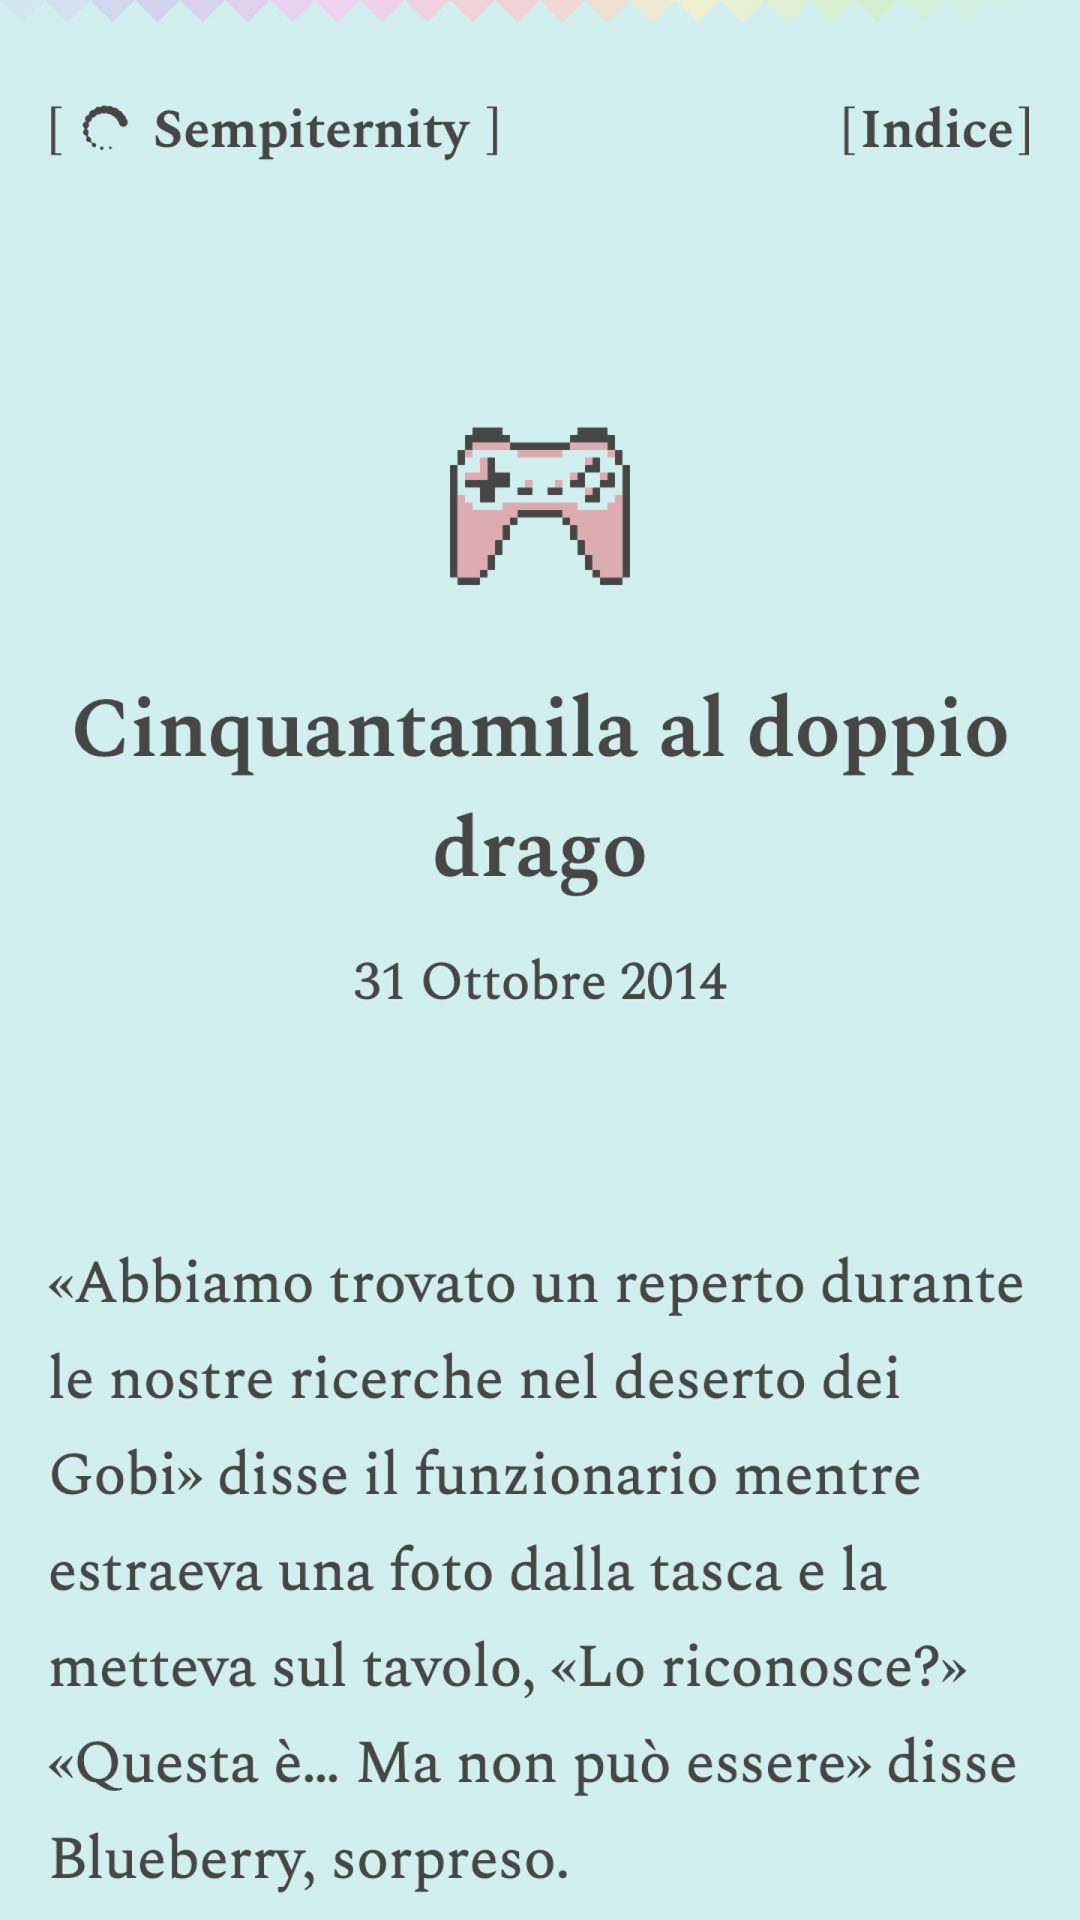 [ Sempiternity ]
[Indice]
Cinquantamila al doppio
drago
31 Ottobre 2014
«Abbiamo trovato un reperto durante
le nostre ricerche nel deserto dei
Gobi» disse il funzionario mentre
estraeva una foto dalla tasca e la
metteva sul tavolo, «Lo riconosce?»
«Questa è… Ma non può essere» disse
Blueberry, sorpreso.